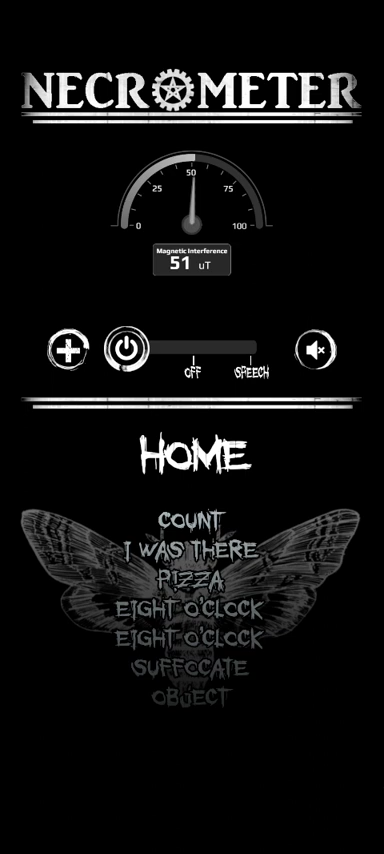 NECROMETER
0
25
50
75
100
Magnetic Interference
51 uT
OFF
SPEECH
HOME
COUNT
I WAS THERE
PIZZA
EIGHT O'CLOCK
EIGHT O'CLOCK
SUFFOCATE
OBJECT